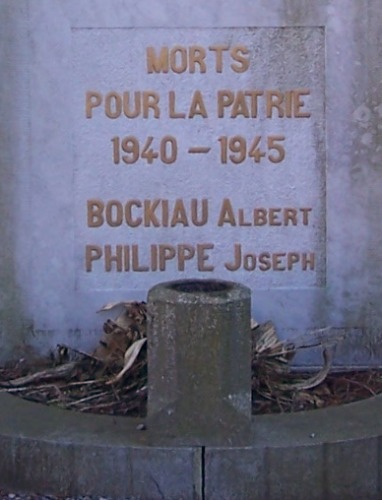 MORTS
POUR LA PATRIE
1940 - 1945
BOCKIAU ALBERT
PHILIPPE JOSEPH